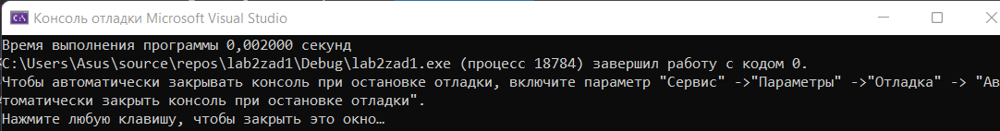 Консоль отладки Microsoft Visual Studio
Время выполнения программы 0,002000 секунд
C:\Users\Asus\source\repos\lab2zad1\Debug\lab2zad1.exe (процесс 18784) завершил работу с кодом 0.
Чтобы автоматически закрывать консоль при остановке отладки, включите параметр "Сервис" ->"Параметры" ->"Отладка" -> "Ав
томатически закрыть консоль при остановке отладки".
Нажмите любую клавишу, чтобы закрыть это окно…